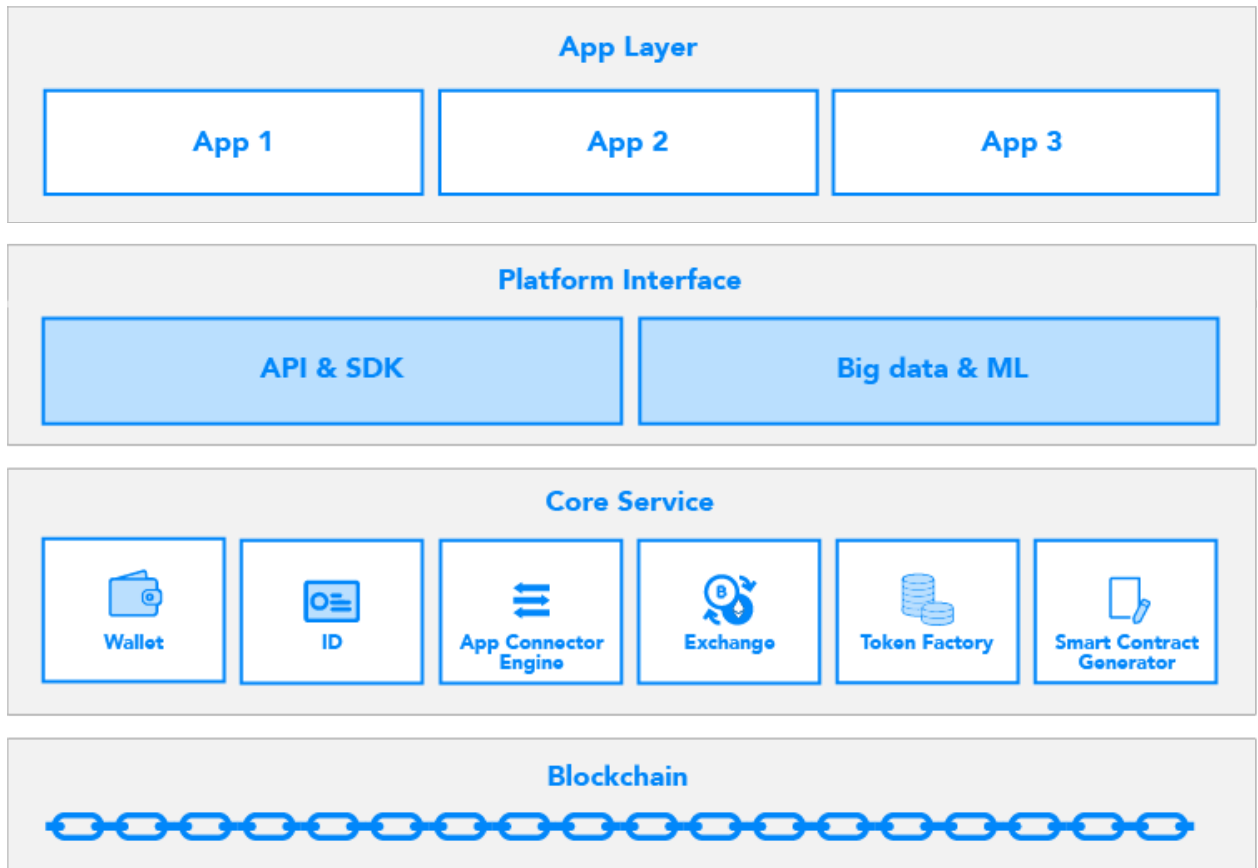 App Layer
App 1
App 2
App 3
Platform Interface
API & SDK
Big data & ML
Core Service
Wallet
ID
App Connector
Engine
B
Exchange
Token Factory
Smart Contract
Generator
Blockchain